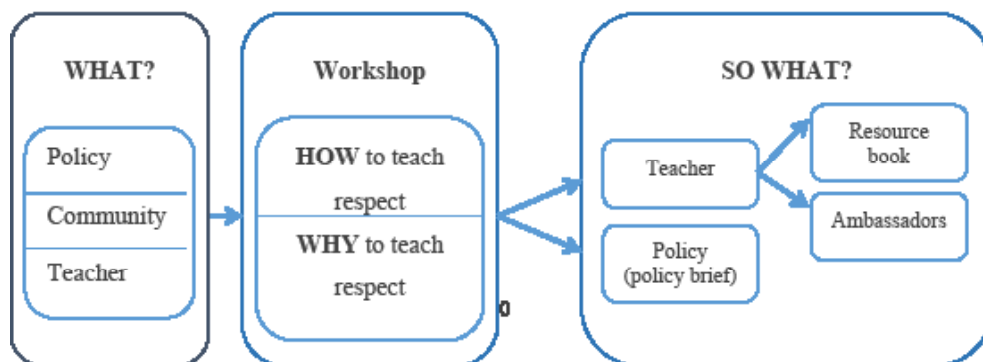 WHAT?
Policy
Community
Teacher
Workshop
HOW to teach
respect
WHY to teach
respect
SO WHAT?
Teacher
Policy
(policy brief)
Resource
book
Ambassadors